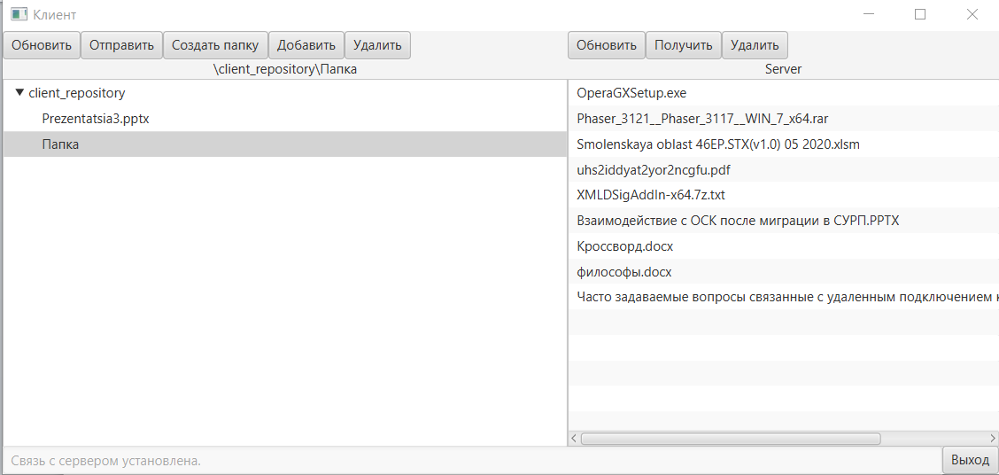 Клиент
Обновить Отправить Создать папку Добавить Удалить
Обновить Получить Удалить
\client_repository\Папка
Server
client_repository
Prezentatsia3.pptx
Папка
OperaGXSetup.exe
Phaser_3121__Phaser_3117__WIN_7_x64.rar
Smolenskaya oblast 46EP.STX(v1.0) 05 2020.xlsm
uhs2iddyat2yor2ncgfu.pdf
XMLDSigAddIn-x64.7z.txt
Взаимодействие с ОСК после миграции в СУРП.PPTX
Кроссворд.docx
философы.docx
Часто задаваемые вопросы связанные с удаленным подключением к
Связь с сервером установлена.
Выход